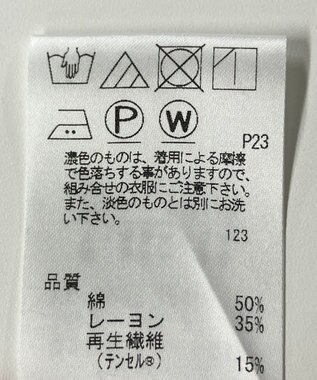 P W
P23
濃色のものは、着用による摩擦
で色落ちする事がありますので、
組み合せの衣服にご注意下さい。
また、淡色のものとは別にお洗
い下さい。
123
品質
綿 50%
レーヨン 35%
再生繊維
(テンセル®) 15%